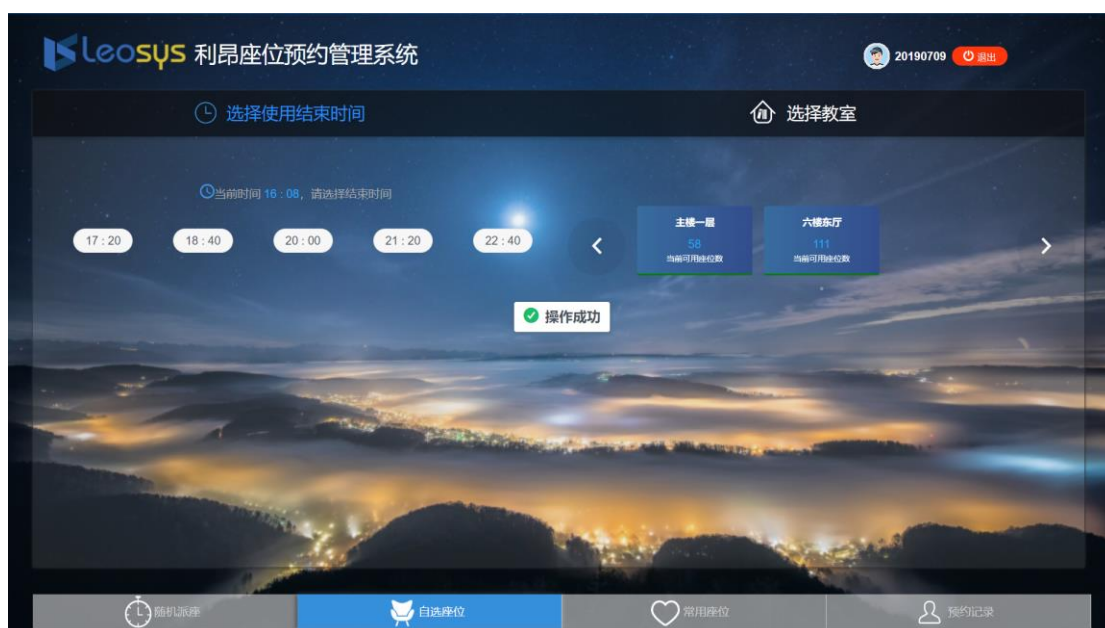 Leosys 利昂座位预约管理系统
20190709 退出
选择使用结束时间
选择教室
当前时间 16 : 08，请选择结束时间
17 : 20
18 : 40
20 : 00
21 : 20
22 : 40
主楼一层
58
当前可用座位数
六楼东厅
111
当前可用座位数
操作成功
随机派座
自选座位
常用座位
预约记录